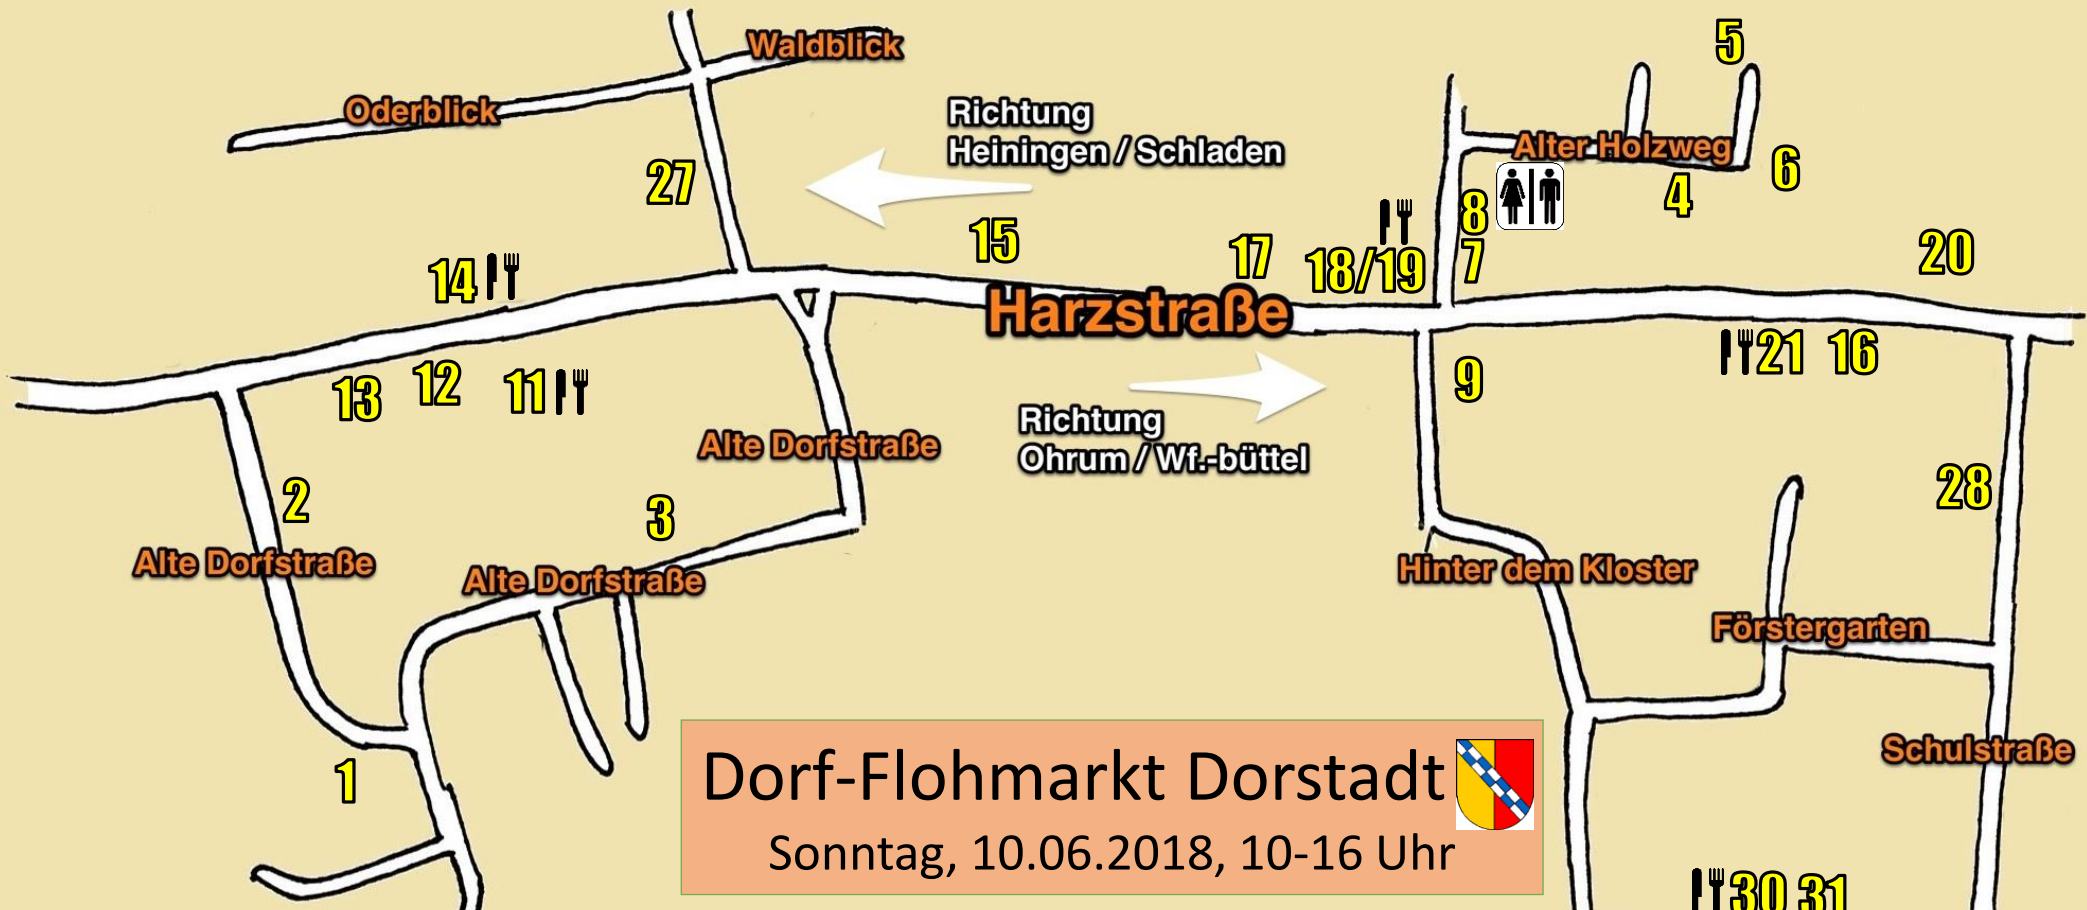 Waldblick
5
Oderblick
Richtung
Heiningen / Schladen
Alter Holzweg
27
6
4
8
15
17
7
20
14
18/19
Harzstraße
13
12
11
9
21
16
Richtung
Ohrum / Wf.-büttel
Alte Dorfstraße
2
3
28
Alte Dorfstraße
Alte Dorfstraße
Hinter dem Kloster
Förstergarten
Schulstraße
1
Dorf-Flohmarkt Dorstadt
Sonntag, 10.06.2018, 10-16 Uhr
30
31